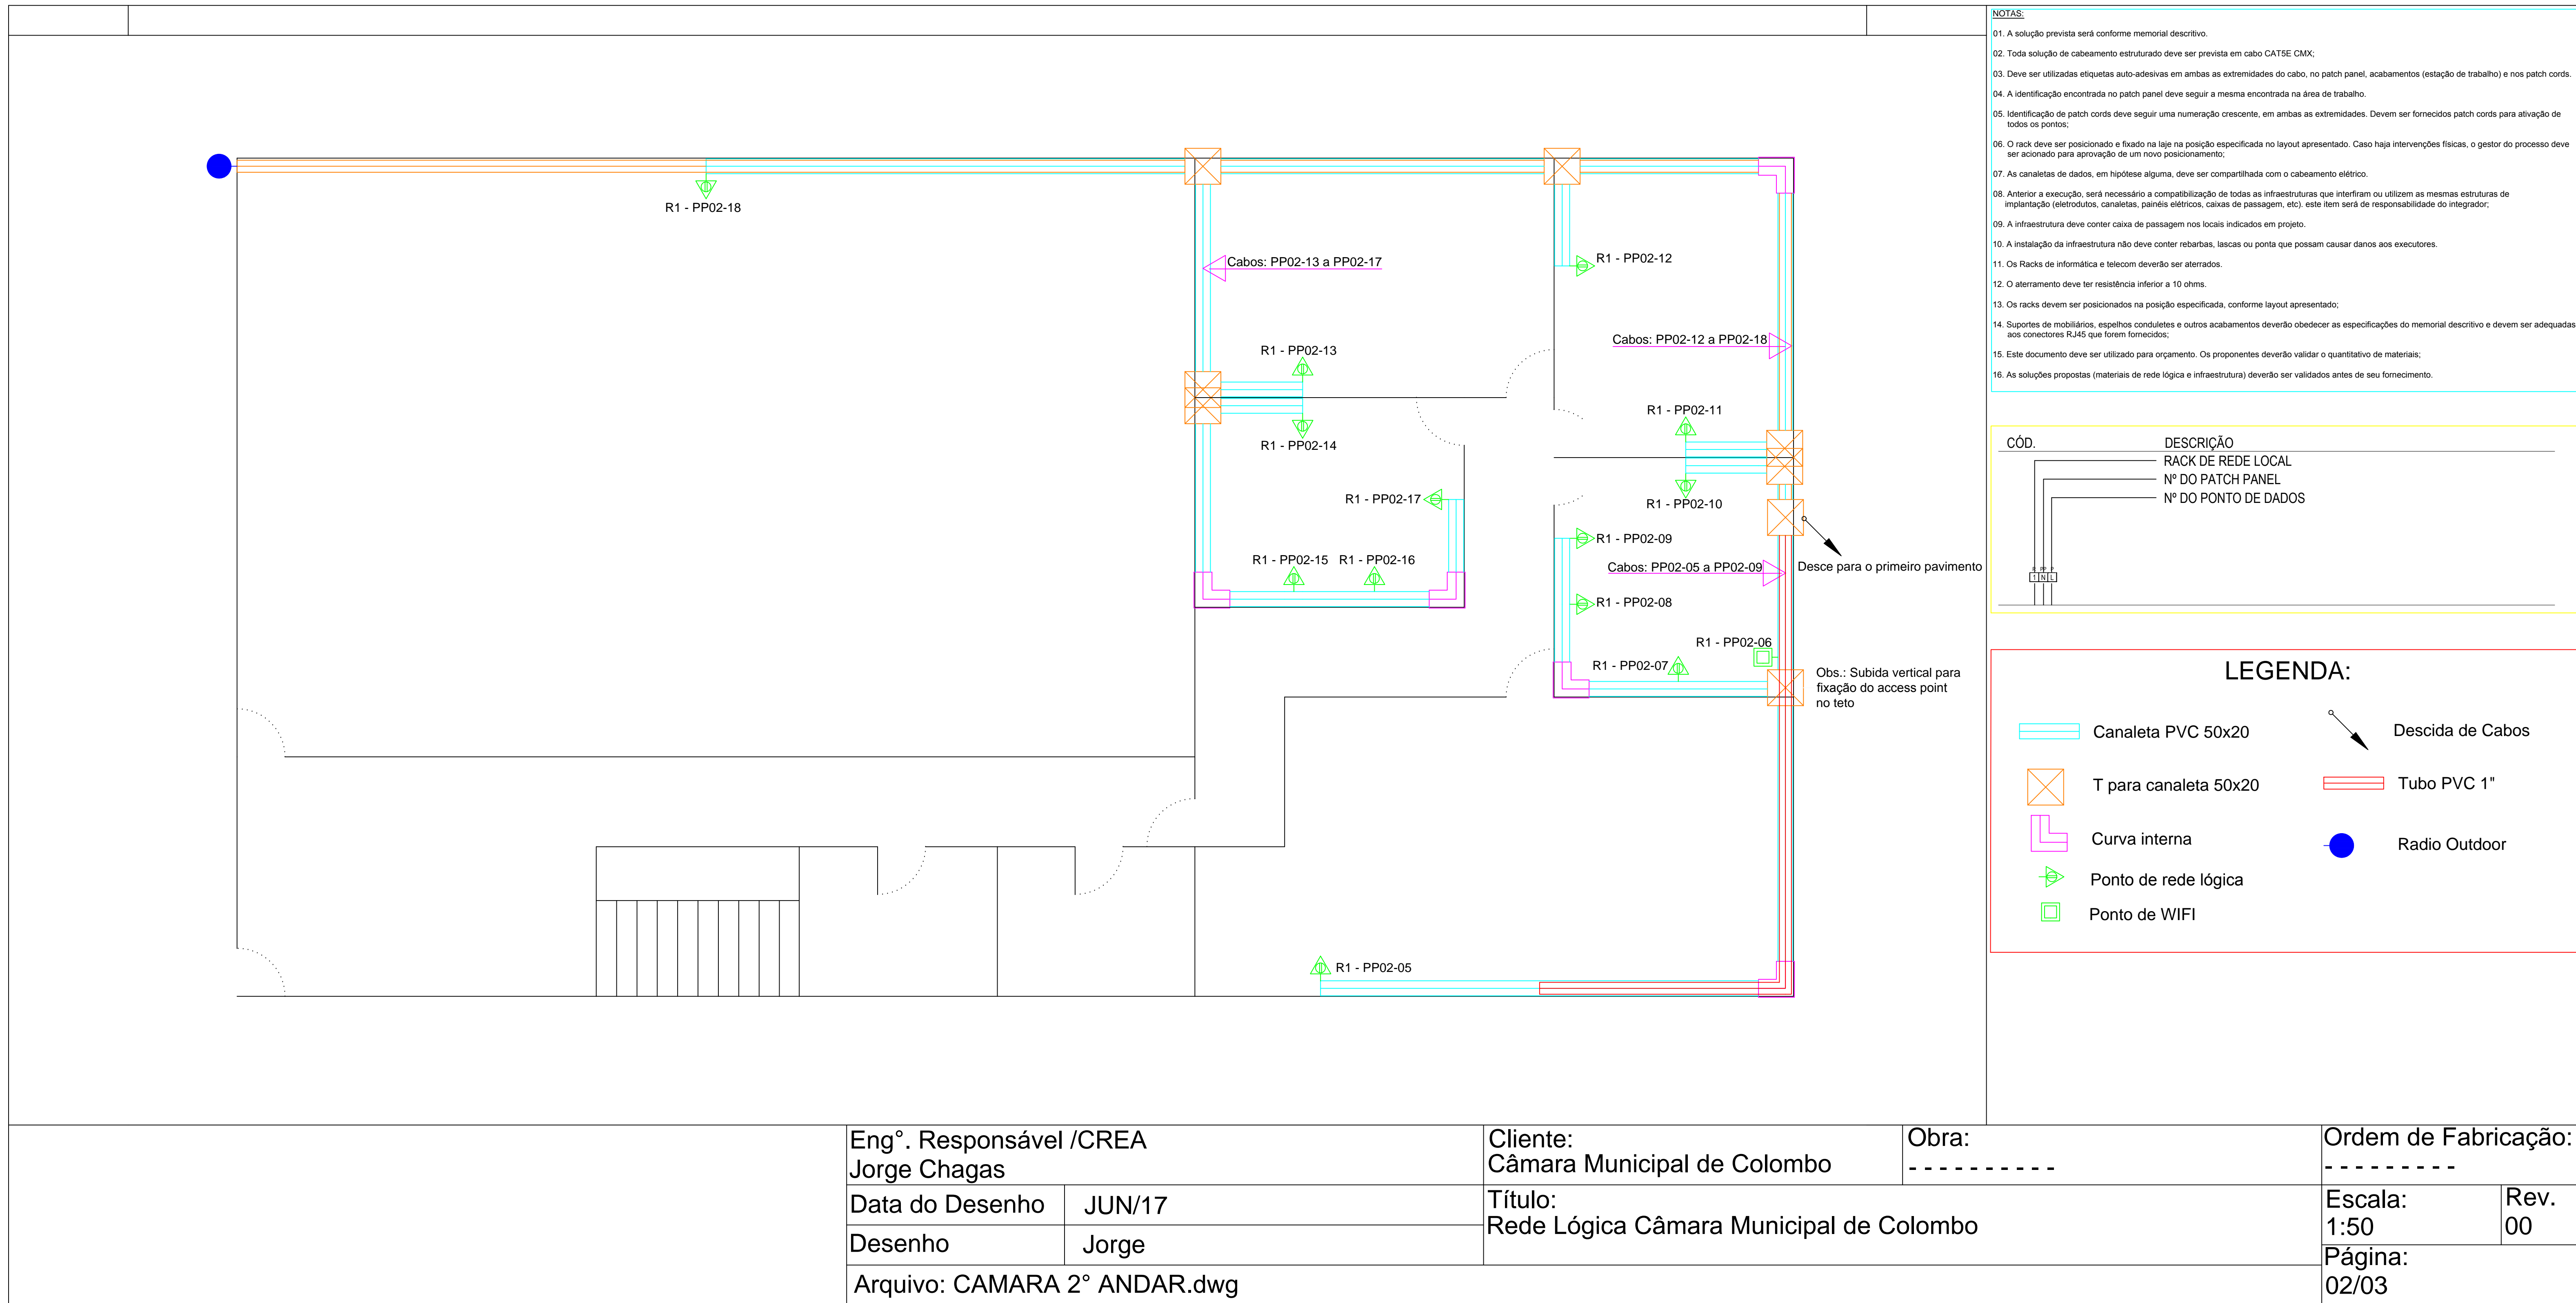 R1 - PP02-18
Cabos: PP02-13 a PP02-17
R1 - PP02-12
R1 - PP02-13
Cabos: PP02-12 a PP02-18
R1 - PP02-14
R1 - PP02-11
R1 - PP02-17
R1 - PP02-10
R1 - PP02-09
R1 - PP02-15
R1 - PP02-16
Cabos: PP02-05 a PP02-09
Desce para o primeiro pavimento
R1 - PP02-08
R1 - PP02-06
R1 - PP02-07
Obs.: Subida vertical para
fixação do access point
no teto
R1 - PP02-05
NOTAS:
01. A solução prevista será conforme memorial descritivo.
02. Toda solução de cabeamento estruturado deve ser prevista em cabo CAT5E CMX;
03. Deve ser utilizadas etiquetas auto-adesivas em ambas as extremidades do cabo, no patch panel, acabamentos (estação de trabalho) e nos patch cords.
04. A identificação encontrada no patch panel deve seguir a mesma encontrada na área de trabalho.
05. Identificação de patch cords deve seguir uma numeração crescente, em ambas as extremidades. Devem ser fornecidos patch cords para ativação de
todos os pontos;
06. O rack deve ser posicionado e fixado na laje na posição especificada no layout apresentado. Caso haja intervenções físicas, o gestor do processo deve
ser acionado para aprovação de um novo posicionamento;
07. As canaletas de dados, em hipótese alguma, deve ser compartilhada com o cabeamento elétrico.
08. Anterior a execução, será necessário a compatibilização de todas as infraestruturas que interfiram ou utilizem as mesmas estruturas de
implantação (eletrodutos, canaletas, painéis elétricos, caixas de passagem, etc). este item será de responsabilidade do integrador;
09. A infraestrutura deve conter caixa de passagem nos locais indicados em projeto.
10. A instalação da infraestrutura não deve conter rebarbas, lascas ou ponta que possam causar danos aos executores.
11. Os Racks de informática e telecom deverão ser aterrados.
12. O aterramento deve ter resistência inferior a 10 ohms.
13. Os racks devem ser posicionados na posição especificada, conforme layout apresentado;
14. Suportes de mobiliários, espelhos conduletes e outros acabamentos deverão obedecer as especificações do memorial descritivo e devem ser adequadas
aos conectores RJ45 que forem fornecidos;
15. Este documento deve ser utilizado para orçamento. Os proponentes deverão validar o quantitativo de materiais;
16. As soluções propostas (materiais de rede lógica e infraestrutura) deverão ser validados antes de seu fornecimento.
CÓD. DESCRIÇÃO
RACK DE REDE LOCAL
Nº DO PATCH PANEL
Nº DO PONTO DE DADOS
R PP P
1 N L
LEGENDA:
Canaleta PVC 50x20
Descida de Cabos
T para canaleta 50x20
Tubo PVC 1"
Curva interna
Radio Outdoor
Ponto de rede lógica
Ponto de WIFI
Eng°. Responsável /CREA
Jorge Chagas
Cliente:
Câmara Municipal de Colombo
Obra:
- - - - - - - - - -
Ordem de Fabricação:
- - - - - - - - -
Data do Desenho JUN/17
Desenho Jorge
Título:
Rede Lógica Câmara Municipal de Colombo
Escala:
1:50
Rev.
00
Arquivo: CAMARA 2° ANDAR.dwg
Página:
02/03